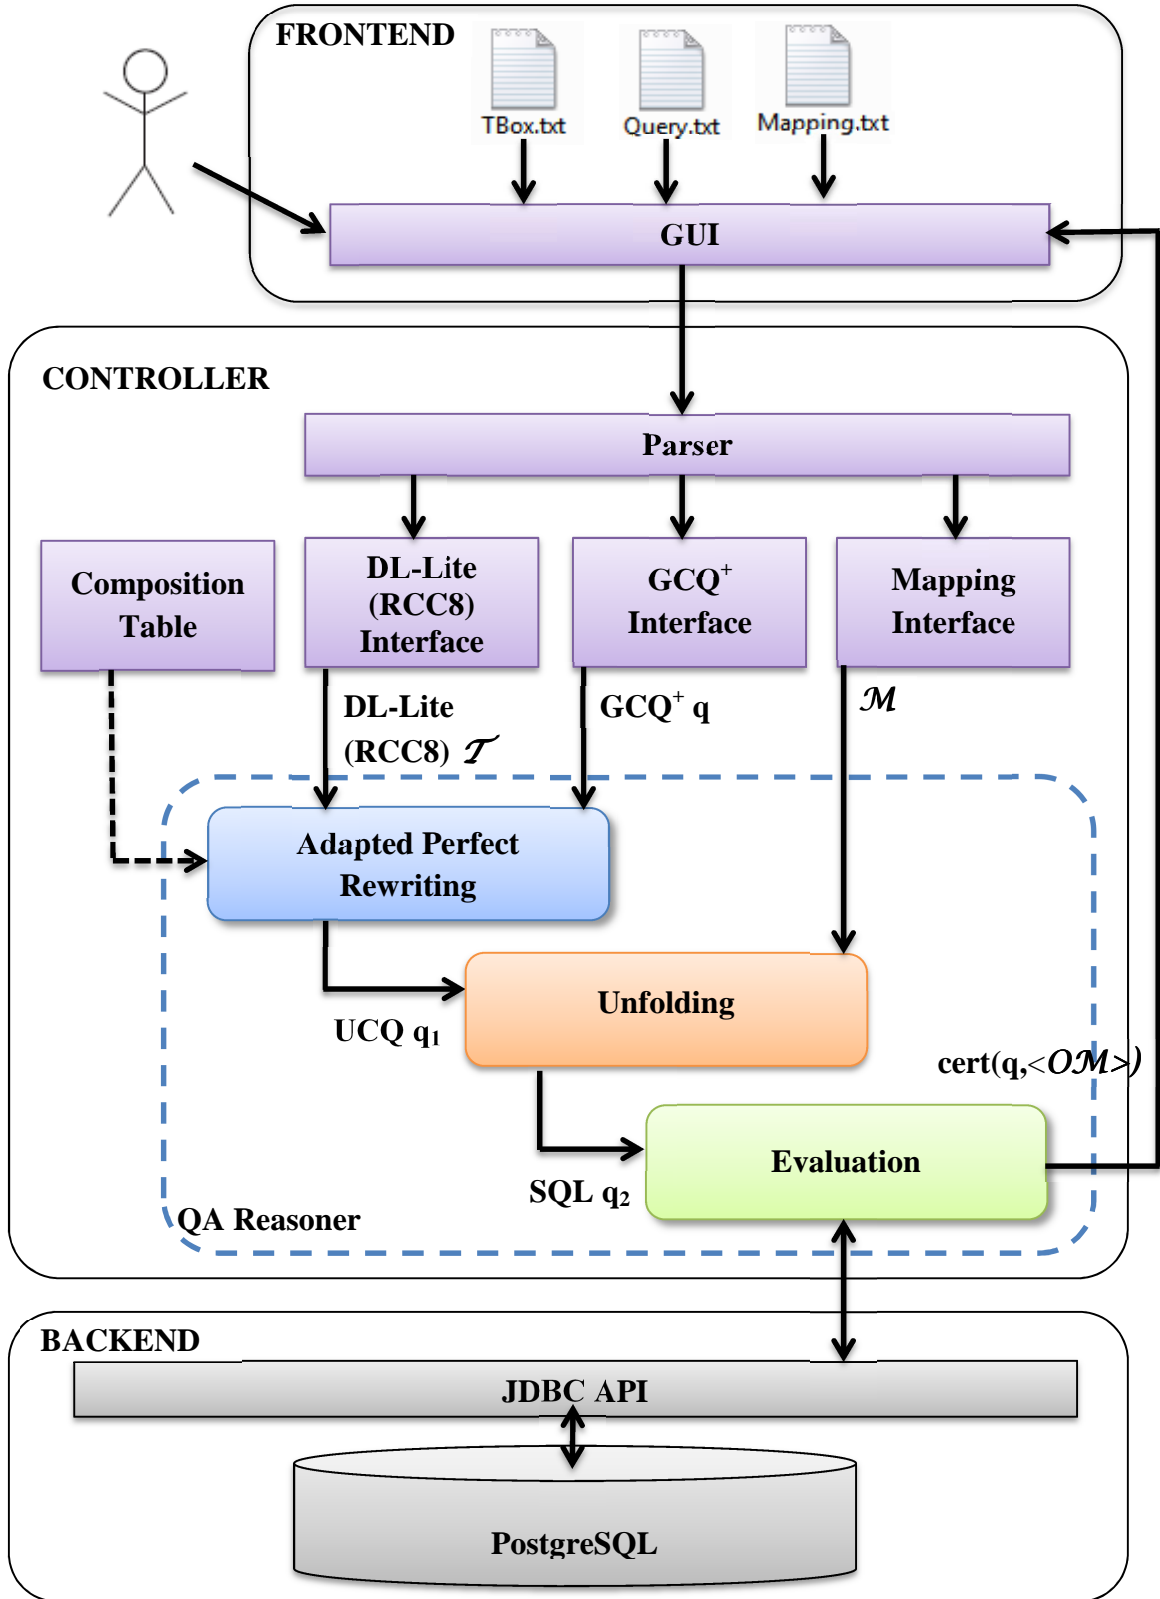 FRONTEND
TBox.txt
Query.txt
Mapping.txt
GUI
CONTROLLER
Parser
Composition
Table
DL-Lite
(RCC8)
Interface
GCQ⁺
Interface
Mapping
Interface
DL-Lite
(RCC8) 𝒯
GCQ⁺ q
ℳ
Adapted Perfect
Rewriting
Unfolding
UCQ q₁
cert(q,<𝒪ℳ>)
Evaluation
SQL q₂
QA Reasoner
BACKEND
JDBC API
PostgreSQL